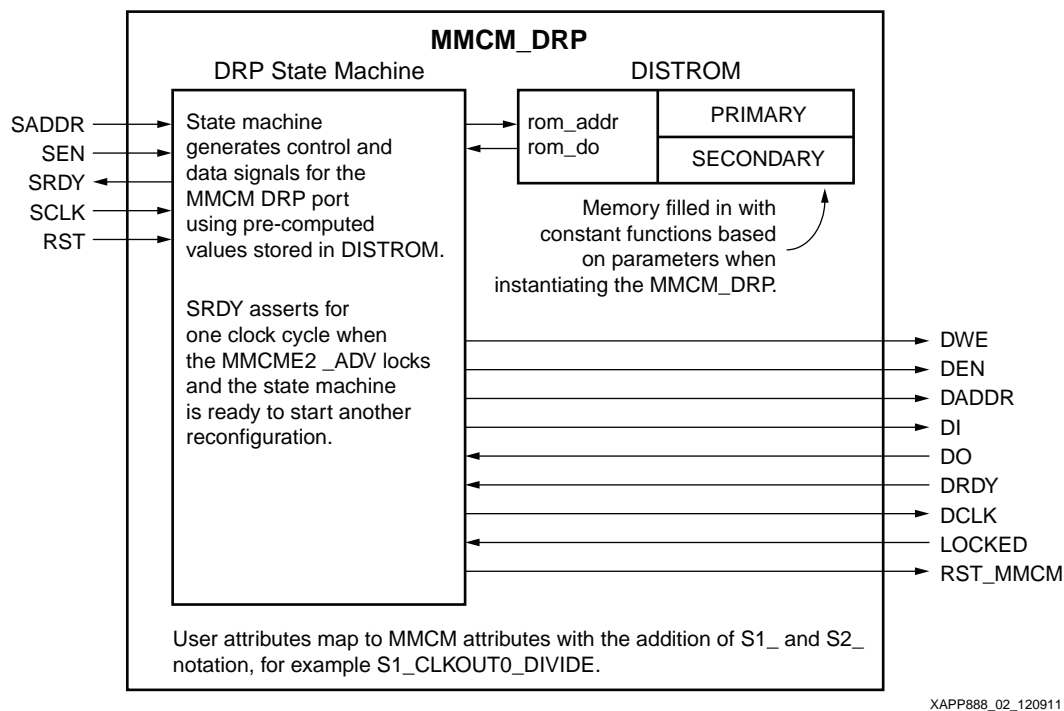 MMCM_DRP
DRP State Machine
DISTROM
SADDR
SEN
SRDY
SCLK
RST
State machine
generates control and
data signals for the
MMCM DRP port
using pre-computed
values stored in DISTROM.
SRDY asserts for
one clock cycle when
the MMCME2 _ADV locks
and the state machine
is ready to start another
reconfiguration.
rom_addr
rom_do
PRIMARY
SECONDARY
Memory filled in with
constant functions based
on parameters when
instantiating the MMCM_DRP.
DWE
DEN
DADDR
DI
DO
DRDY
DCLK
LOCKED
RST_MMCM
User attributes map to MMCM attributes with the addition of S1_ and S2_
notation, for example S1_CLKOUT0_DIVIDE.
XAPP888_02_120911